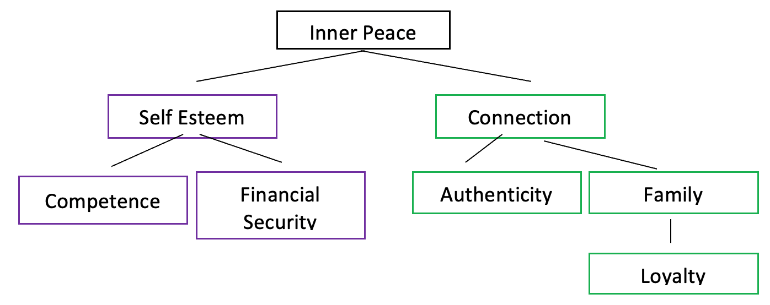 Inner Peace
Self Esteem
Connection
Competence
Financial
Security
Authenticity
Family
Loyalty